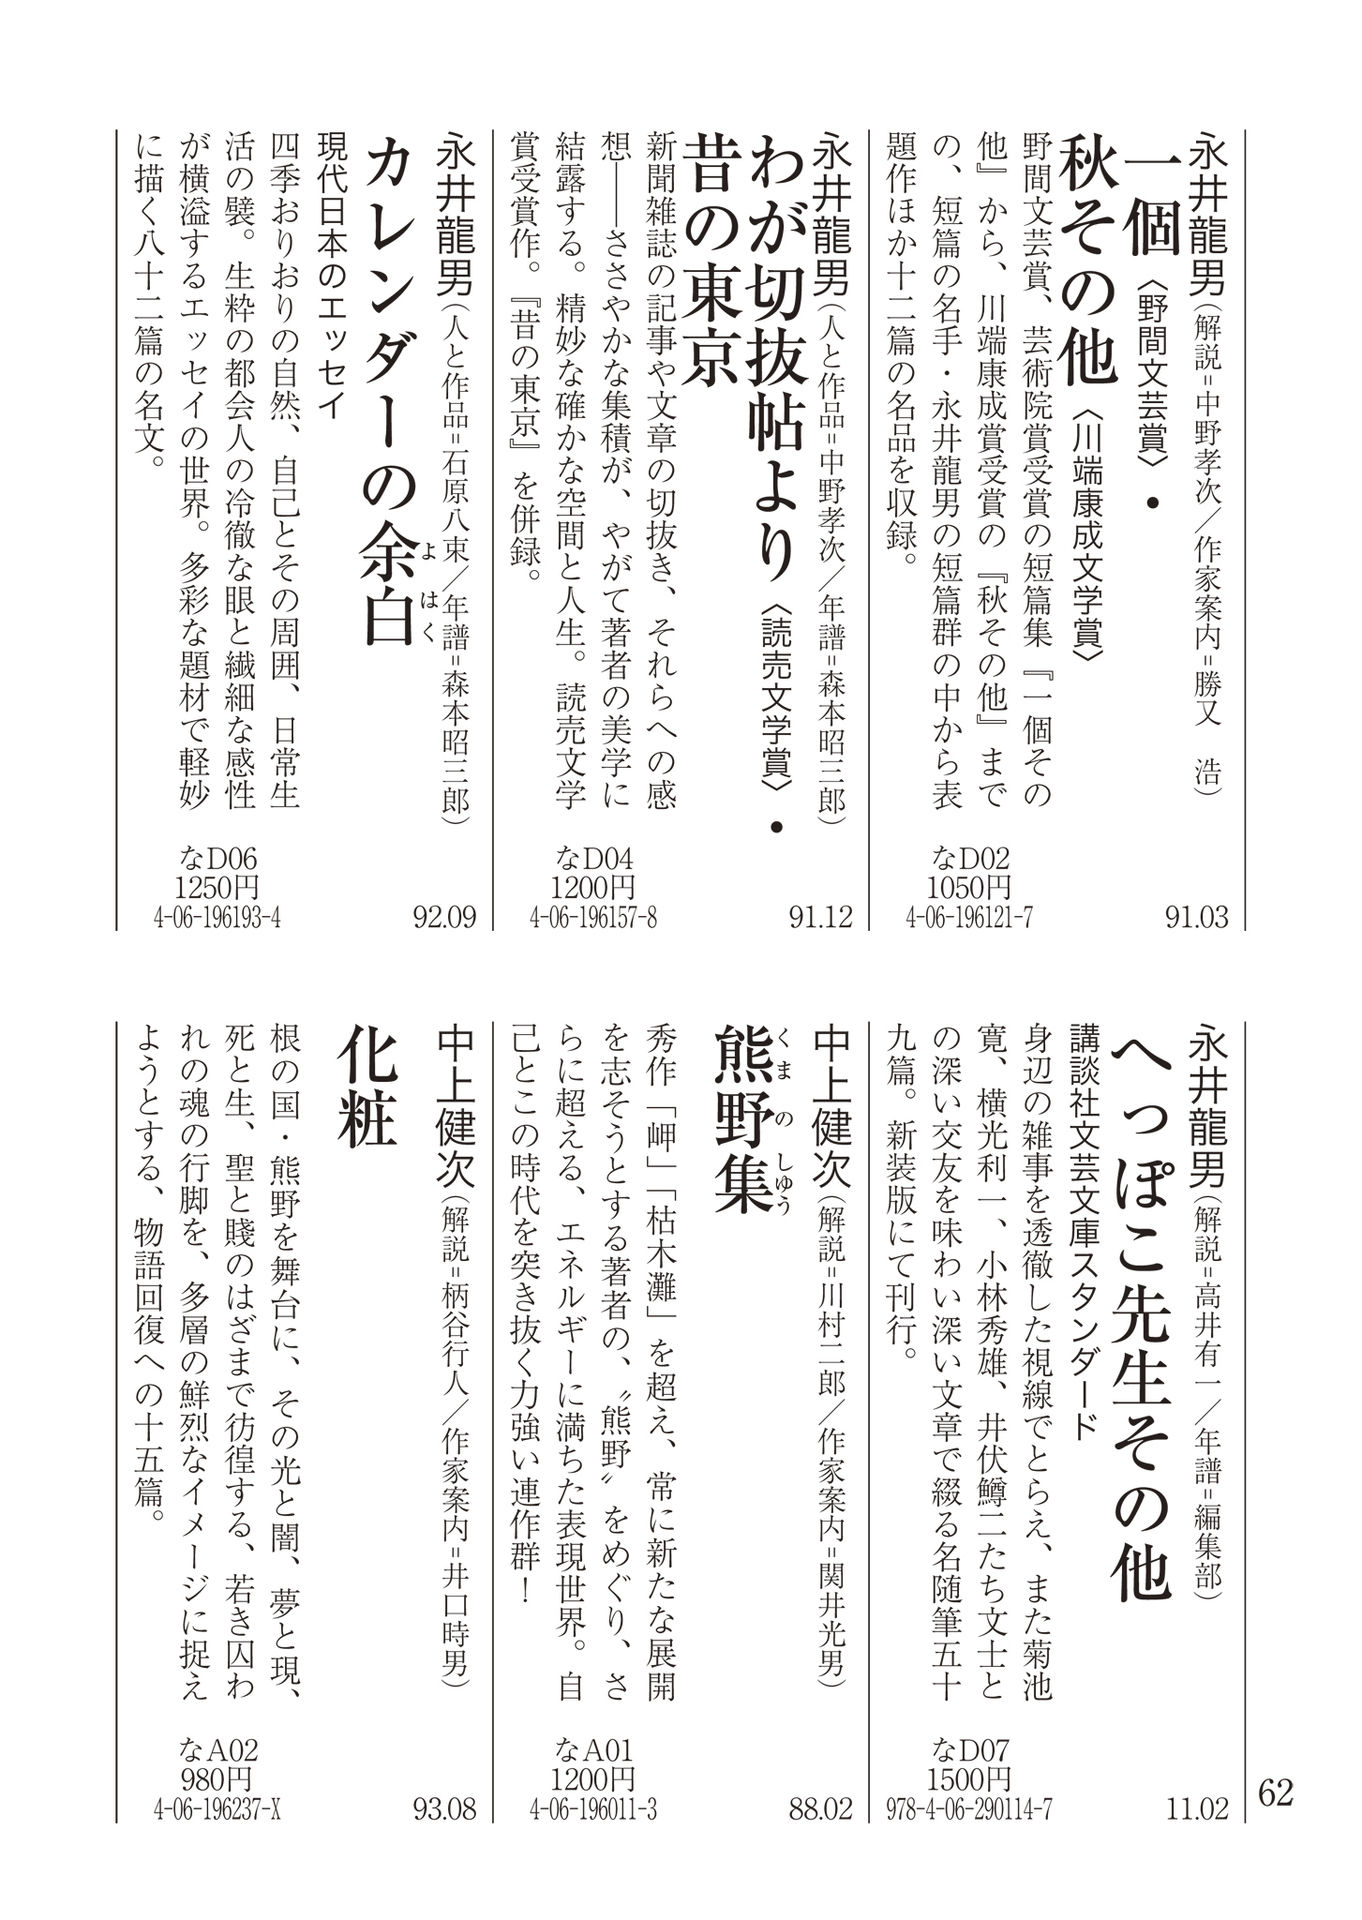 永井龍男（解説＝中野孝次／作家案内＝勝又　浩）
一個〈野間文芸賞〉・
秋その他〈川端康成文学賞〉
野間文芸賞、芸術院賞受賞の短篇集『一個その
他』から、川端康成賞受賞の『秋その他』まで
の、短篇の名手・永井龍男の短篇群の中から表
題作ほか十二篇の名品を収録。
なD02
1050円
4-06-196121-7
91.03
永井龍男（人と作品＝中野孝次／年譜＝森本昭三郎）
わが切抜帖より〈読売文学賞〉・
昔の東京
新聞雑誌の記事や文章の切抜き、それらへの感
想――ささやかな集積が、やがて著者の美学に
結露する。精妙な確かな空間と人生。読売文学
賞受賞作。『昔の東京』を併録。
なD04
1200円
4-06-196157-8
91.12
永井龍男（人と作品＝石原八束／年譜＝森本昭三郎）
カレンダーの余白
よはく
現代日本のエッセイ
四季おりおりの自然、自己とその周囲、日常生
活の襞。生粋の都会人の冷徹な眼と繊細な感性
が横溢するエッセイの世界。多彩な題材で軽妙
に描く八十二篇の名文。
なD06
1250円
4-06-196193-4
92.09
永井龍男（解説＝高井有一／年譜＝編集部）
へっぽこ先生その他
講談社文芸文庫スタンダード
身辺の雑事を透徹した視線でとらえ、また菊池
寛、横光利一、小林秀雄、井伏鱒二たち文士と
の深い交友を味わい深い文章で綴る名随筆五十
九篇。新装版にて刊行。
なD07
1500円
978-4-06-290114-7
11.02
中上健次（解説＝川村二郎／作家案内＝関井光男）
熊野集
くまのしゅう
秀作「岬」「枯木灘」を超え、常に新たな展開
を志そうとする著者の、〝熊野〟をめぐり、さ
らに超える、エネルギーに満ちた表現世界。自
己とこの時代を突き抜く力強い連作群！
なA01
1200円
4-06-196011-3
88.02
中上健次（解説＝柄谷行人／作家案内＝井口時男）
化粧
根の国・熊野を舞台に、その光と闇、夢と現、
死と生、聖と賤のはざまで彷徨する、若き囚わ
れの魂の行脚を、多層の鮮烈なイメージに捉え
ようとする、物語回復への十五篇。
なA02
980円
4-06-196237-X
93.08
62